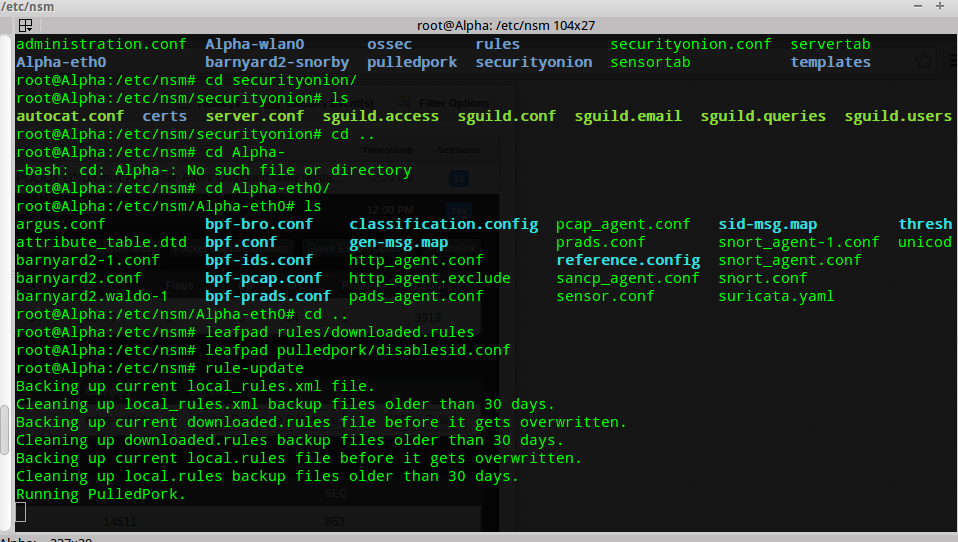 /etc/nsm
root@Alpha: /etc/nsm 104x27
administration.conf Alpha-wlan0 ossec rules securityonion.conf servertab
Alpha-eth0 barnyard2-snorby pulledpork securityonion sensortab templates
root@Alpha:/etc/nsm# cd securityonion/
root@Alpha:/etc/nsm/securityonion# ls
autocat.conf certs server.conf sguild.access sguild.conf sguild.email sguild.queries sguild.users
root@Alpha:/etc/nsm/securityonion# cd ..
root@Alpha:/etc/nsm# cd Alpha-
-bash: cd: Alpha-: No such file or directory
root@Alpha:/etc/nsm# cd Alpha-eth0/
root@Alpha:/etc/nsm/Alpha-eth0# ls
argus.conf bpf-bro.conf classification.config pcap_agent.conf sid-msg.map thresh
attribute_table.dtd bpf.conf gen-msg.map prads.conf snort_agent-1.conf unicod
barnyard2-1.conf bpf-ids.conf http_agent.conf reference.config snort_agent.conf
barnyard2.conf bpf-pcap.conf http_agent.exclude sancp_agent.conf snort.conf
barnyard2.waldo-1 bpf-prads.conf pads_agent.conf sensor.conf suricata.yaml
root@Alpha:/etc/nsm/Alpha-eth0# cd ..
root@Alpha:/etc/nsm# leafpad rules/downloaded.rules
root@Alpha:/etc/nsm# leafpad pulledpork/disablesid.conf
root@Alpha:/etc/nsm# rule-update
Backing up current local_rules.xml file.
Cleaning up local_rules.xml backup files older than 30 days.
Backing up current downloaded.rules file before it gets overwritten.
Cleaning up downloaded.rules backup files older than 30 days.
Backing up current local.rules file before it gets overwritten.
Cleaning up local.rules backup files older than 30 days.
Running PulledPork.
Filter Options
Timestamp Sessions
12:00 PM
Flags
3913
SEQ
14511 863